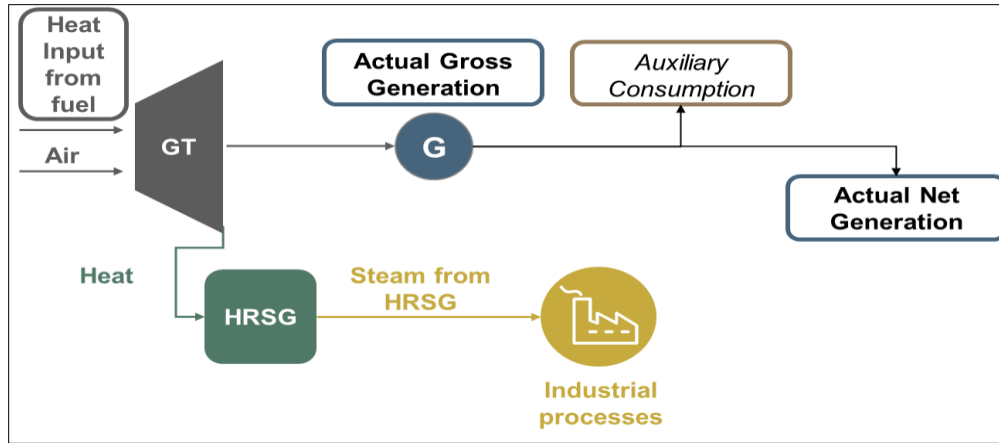 Heat
Input
from
fuel
Air
GT
Actual Gross
Generation
G
Auxiliary
Consumption
Actual Net
Generation
Heat
HRSG
Steam from
HRSG
Industrial
processes